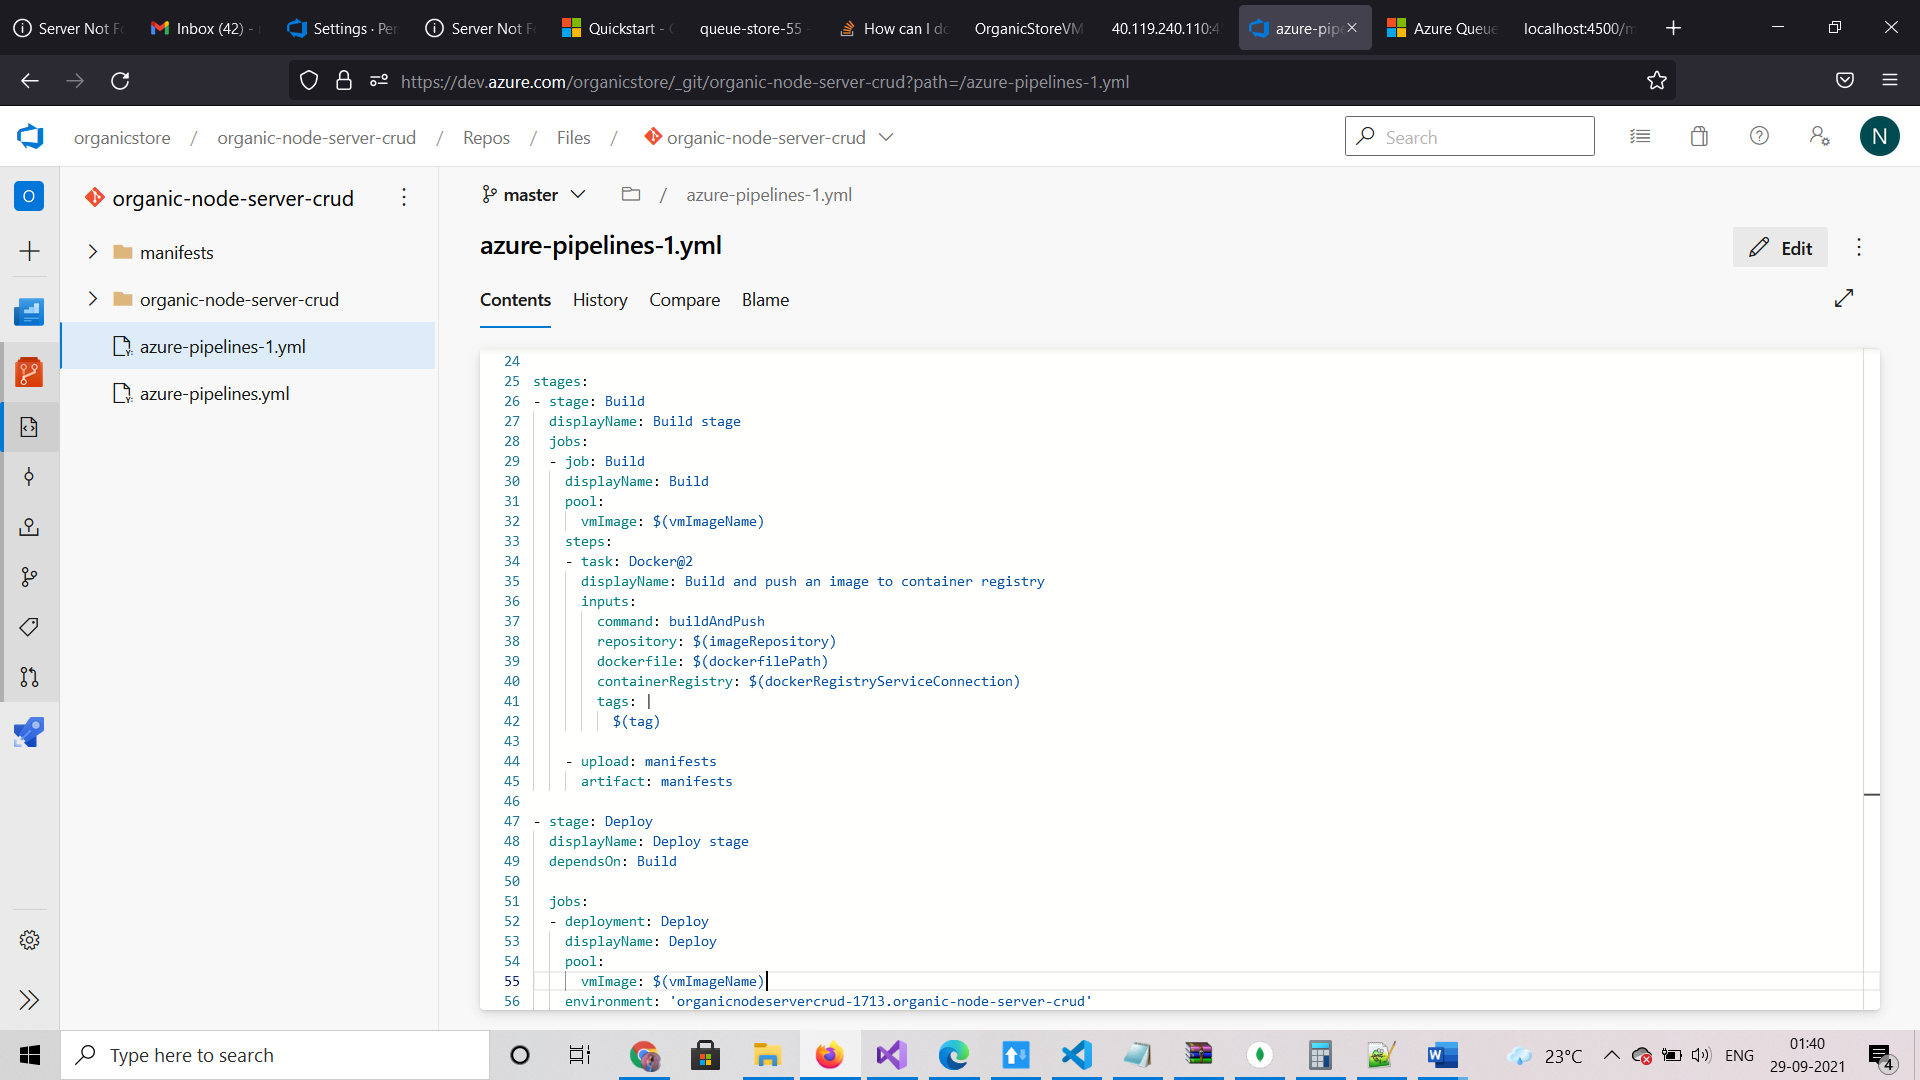 Server Not F
Inbox (42) -
Settings · Per
Server Not F
Quickstart -
queue-store-55 -
How can I do
OrganicStoreVM
40.119.240.110:4
azure-pipe
Azure Queue
localhost:4500/m
https://dev.azure.com/organicstore/_git/organic-node-server-crud?path=/azure-pipelines-1.yml
organicstore / organic-node-server-crud / Repos / Files / organic-node-server-crud
Search
N
O
organic-node-server-crud
manifests
organic-node-server-crud
azure-pipelines-1.yml
azure-pipelines.yml
master / azure-pipelines-1.yml
azure-pipelines-1.yml
Edit
Contents History Compare Blame
24
25 stages:
26 - stage: Build
27 displayName: Build stage
28 jobs:
29 - job: Build
30 displayName: Build
31 pool:
32 vmImage: $(vmImageName)
33 steps:
34 - task: Docker@2
35 displayName: Build and push an image to container registry
36 inputs:
37 command: buildAndPush
38 repository: $(imageRepository)
39 dockerfile: $(dockerfilePath)
40 containerRegistry: $(dockerRegistryServiceConnection)
41 tags: |
42 $(tag)
43
44 - upload: manifests
45 artifact: manifests
46
47 - stage: Deploy
48 displayName: Deploy stage
49 dependsOn: Build
50
51 jobs:
52 - deployment: Deploy
53 displayName: Deploy
54 pool:
55 vmImage: $(vmImageName)
56 environment: 'organicnodeservercrud-1713.organic-node-server-crud'
Type here to search
23°C
ENG
01:40
29-09-2021
4